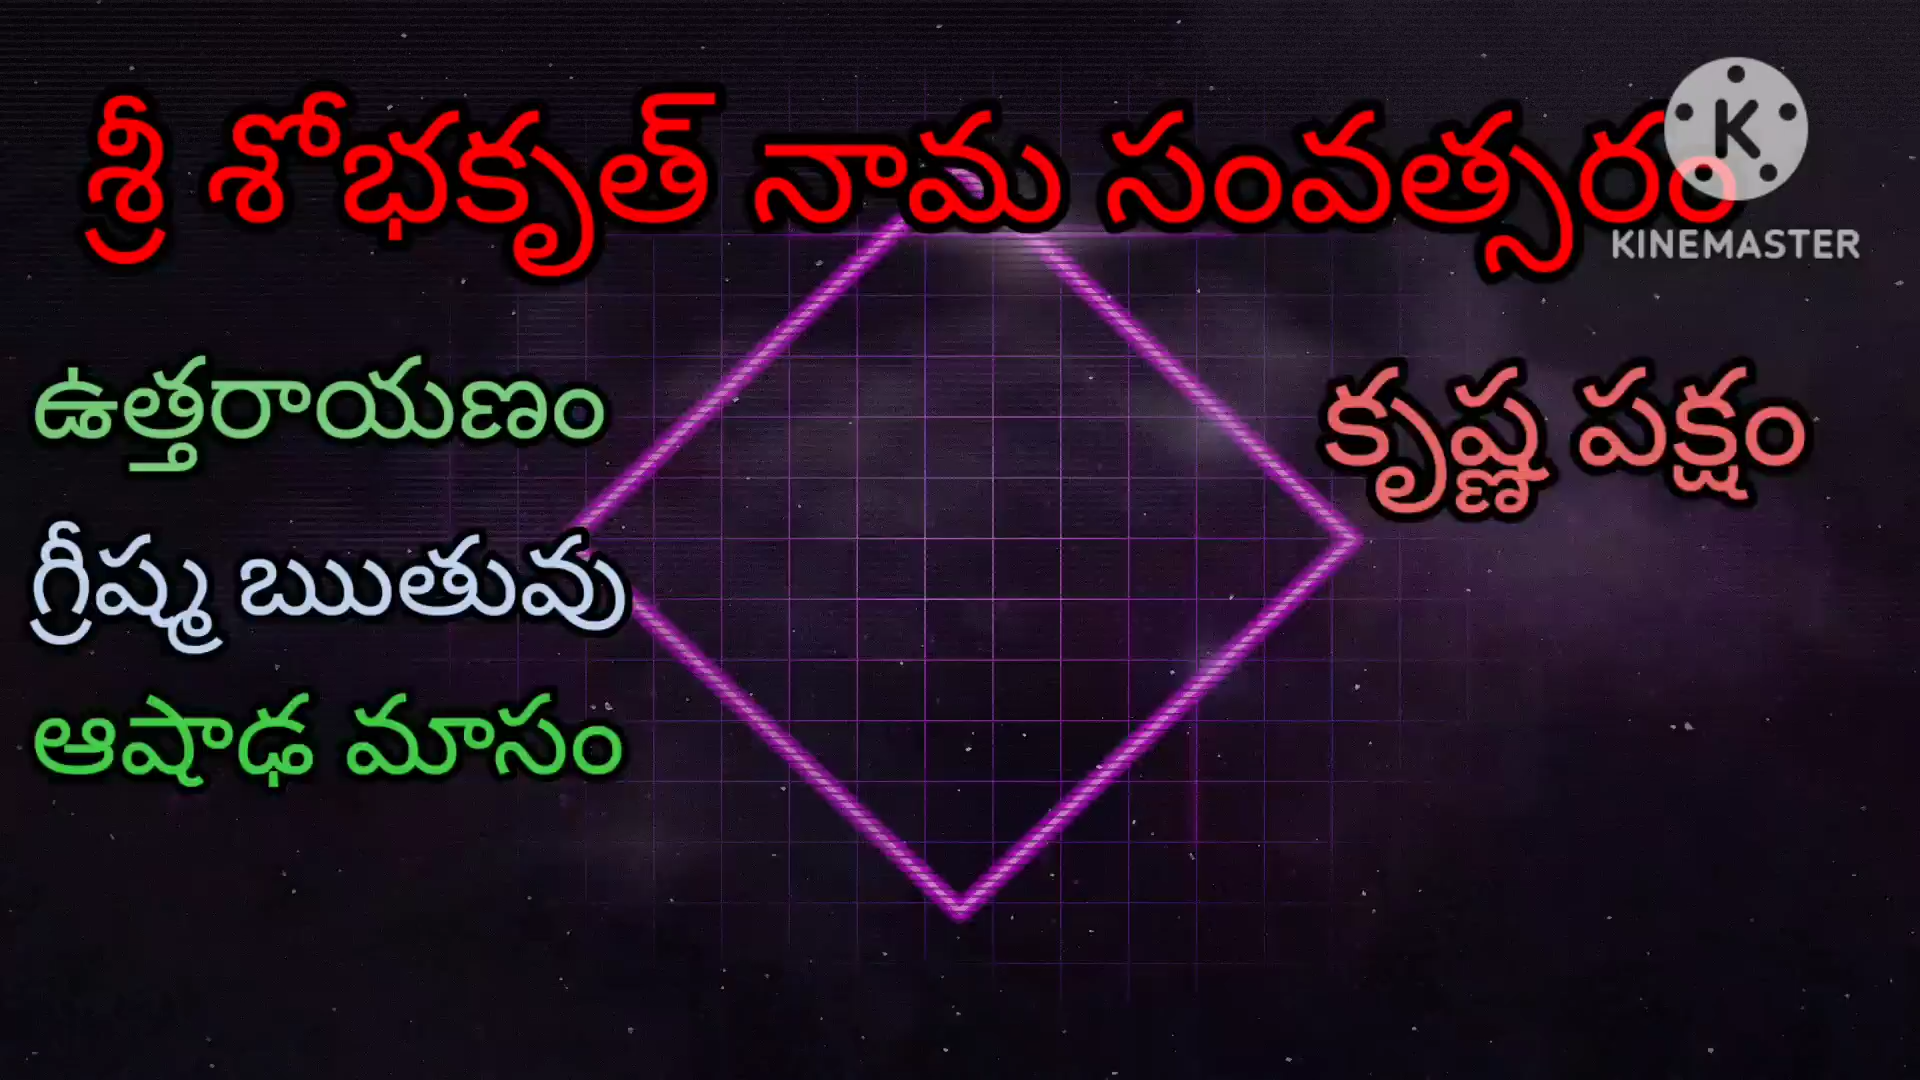 శ్రీ శోభకృత్ నామ సంవత్సరం
KINEMASTER
ఉత్తరాయణం
కృష్ణ పక్షం
గ్రీష్మ ఋతువు
ఆషాఢ మాసం